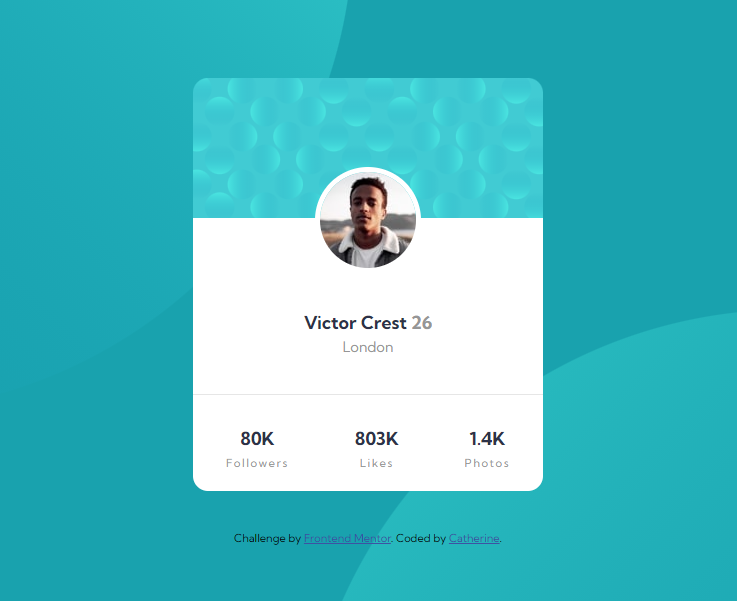 Victor Crest 26
London
80K 803K 1.4K
Followers Likes Photos
Challenge by Frontend Mentor. Coded by Catherine.